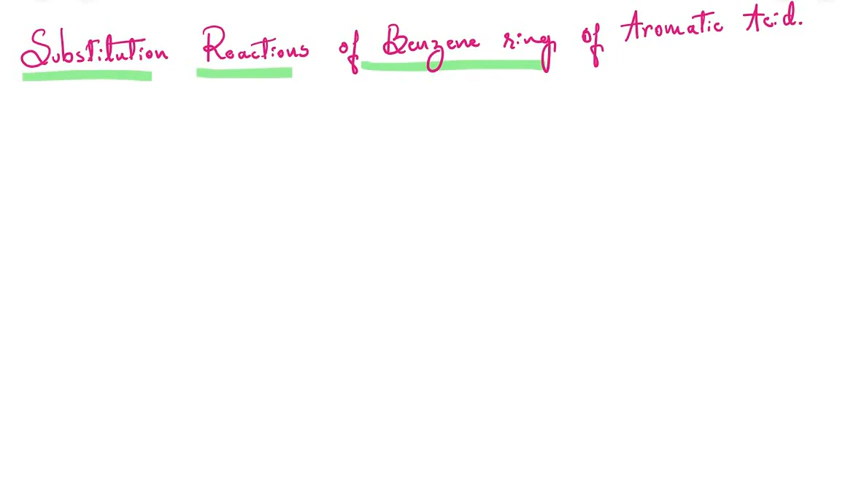 Substitution Reactions of Benzene ring of Aromatic Acid.